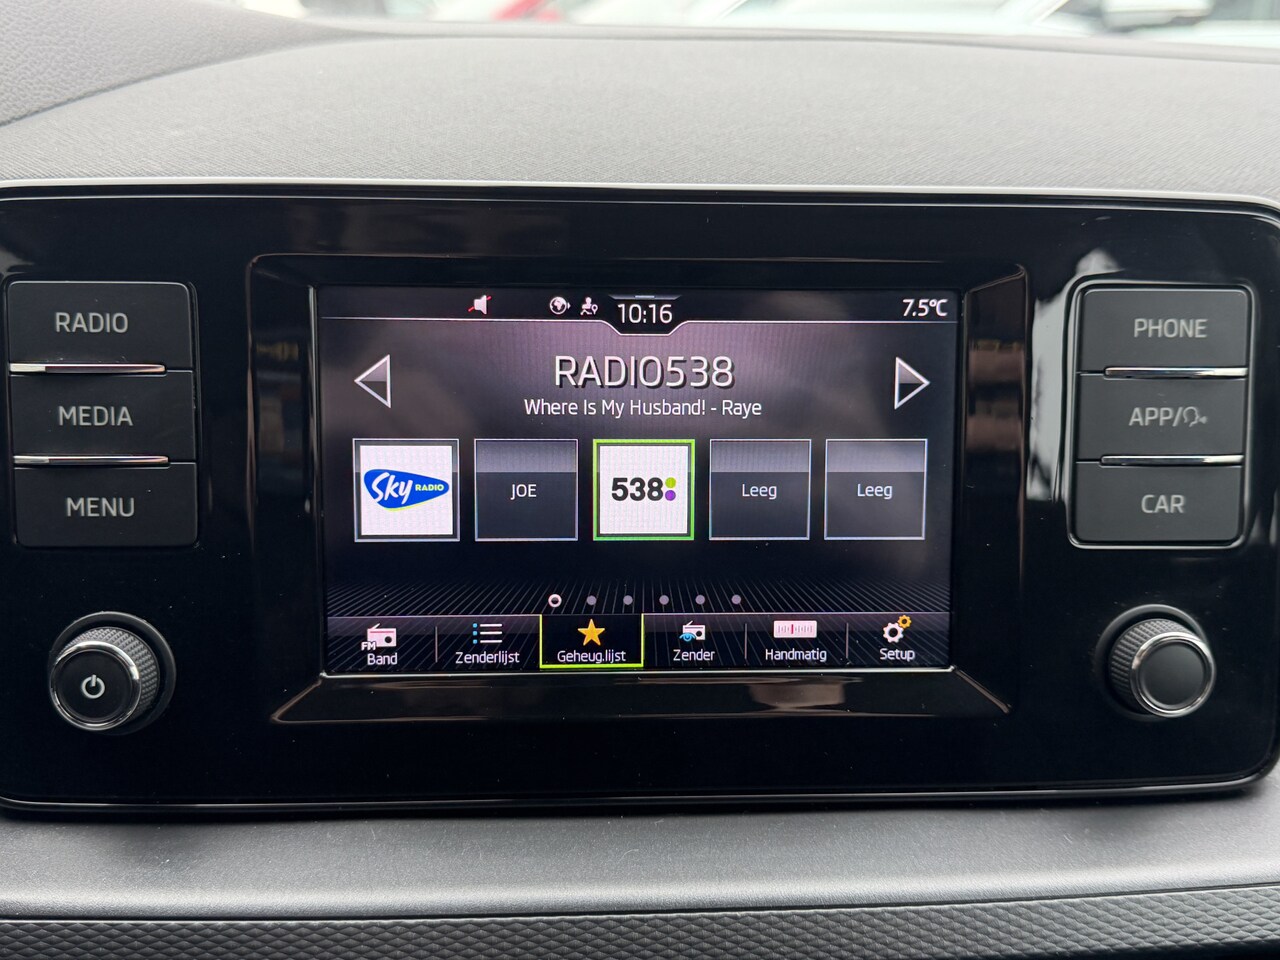 10:16
7.5°C
RADIO
MEDIA
MENU
RADIO538
Where Is My Husband! - Raye
Sky RADIO
JOE
538
Leeg
Leeg
PHONE
APP/
CAR
FM
Band
Zenderlijst
Geheug.lijst
Zender
Handmatig
Setup